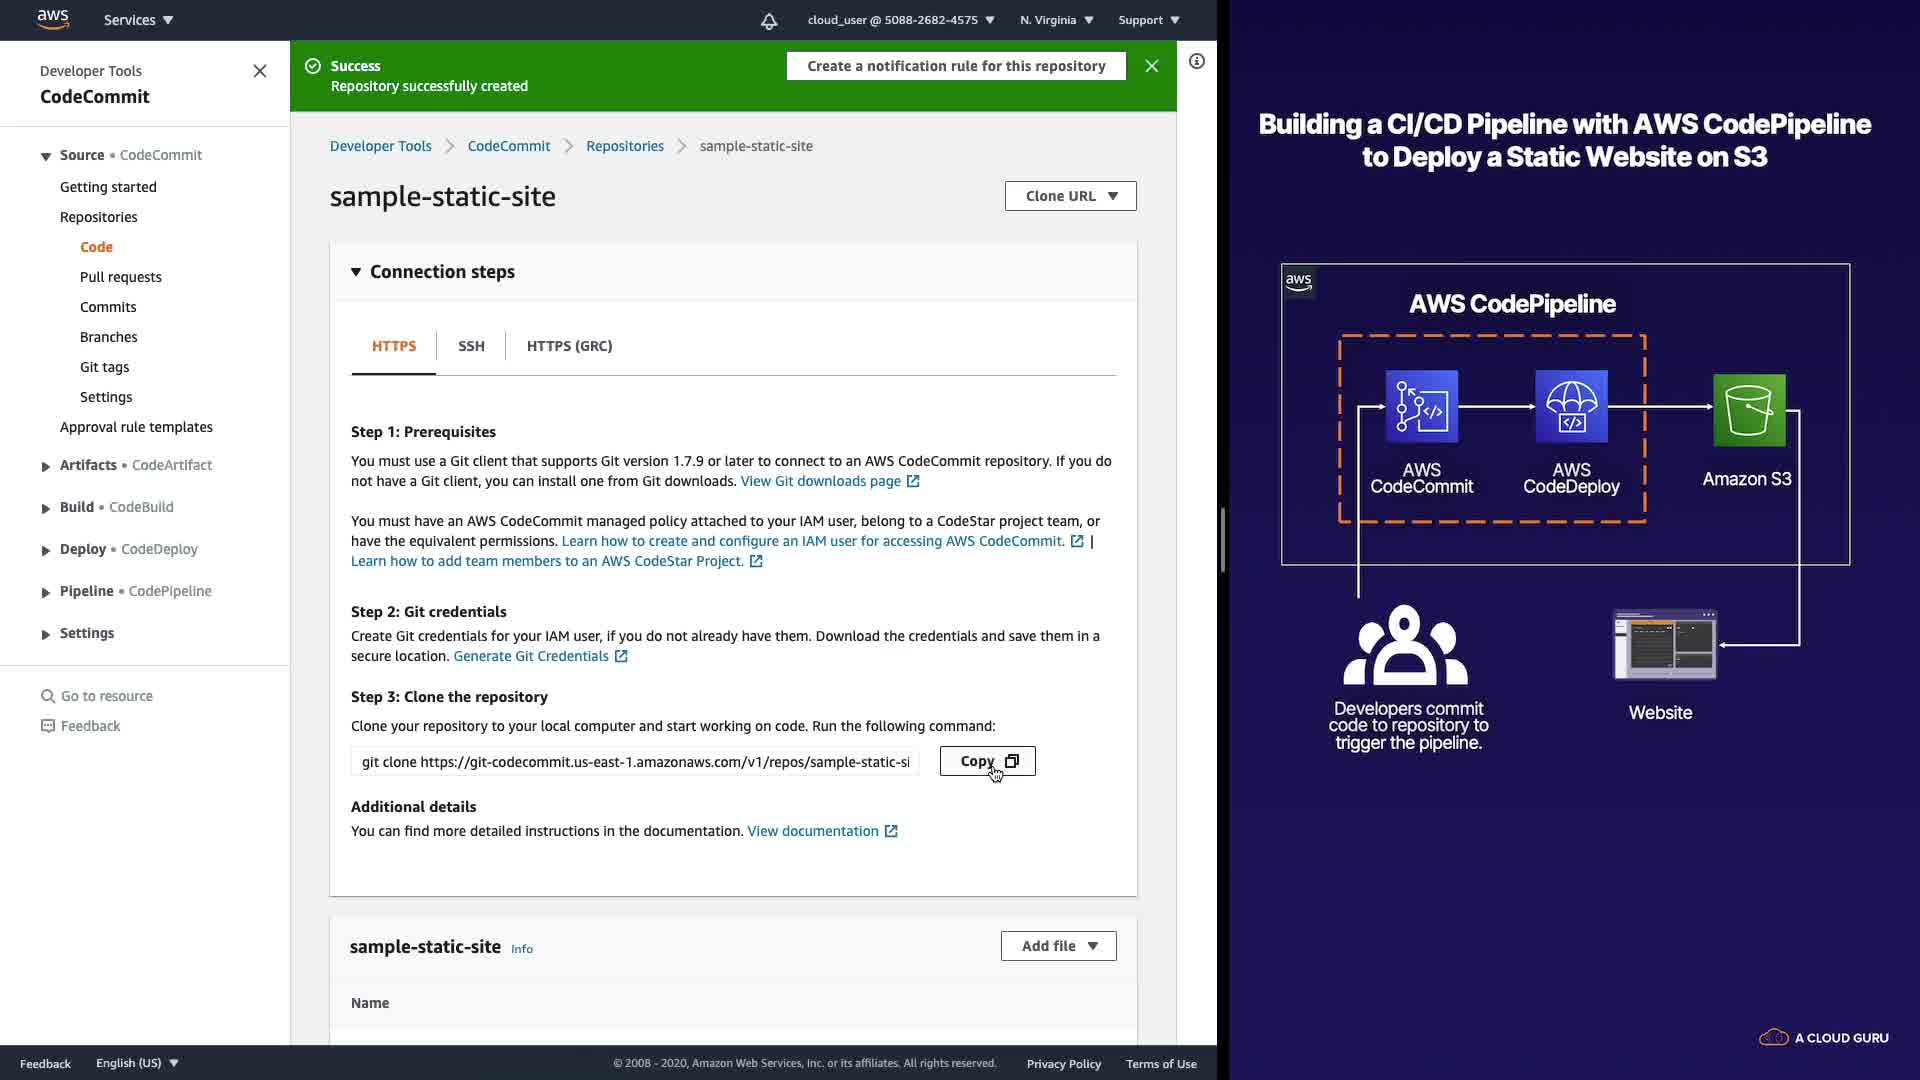 aws
Services
cloud_user @ 5088-2682-4575
N. Virginia
Support
Developer Tools
CodeCommit
Source • CodeCommit
Getting started
Repositories
Code
Pull requests
Commits
Branches
Git tags
Settings
Approval rule templates
Artifacts • CodeArtifact
Build • CodeBuild
Deploy • CodeDeploy
Pipeline • CodePipeline
Settings
Go to resource
Feedback
Success
Repository successfully created
Create a notification rule for this repository
Developer Tools
CodeCommit
Repositories
sample-static-site
sample-static-site
Clone URL
Connection steps
HTTPS
SSH
HTTPS (GRC)
Step 1: Prerequisites
You must use a Git client that supports Git version 1.7.9 or later to connect to an AWS CodeCommit repository. If you do
not have a Git client, you can install one from Git downloads. View Git downloads page
You must have an AWS CodeCommit managed policy attached to your IAM user, belong to a CodeStar project team, or
have the equivalent permissions. Learn how to create and configure an IAM user for accessing AWS CodeCommit. |
Learn how to add team members to an AWS CodeStar Project.
Step 2: Git credentials
Create Git credentials for your IAM user, if you do not already have them. Download the credentials and save them in a
secure location. Generate Git Credentials
Step 3: Clone the repository
Clone your repository to your local computer and start working on code. Run the following command:
git clone https://git-codecommit.us-east-1.amazonaws.com/v1/repos/sample-static-si
Copy
Additional details
You can find more detailed instructions in the documentation. View documentation
sample-static-site Info
Add file
Name
Feedback
English (US)
© 2008 - 2020, Amazon Web Services, Inc. or its affiliates. All rights reserved.
Privacy Policy
Terms of Use
Building a CI/CD Pipeline with AWS CodePipeline
to Deploy a Static Website on S3
aws
AWS CodePipeline
AWS
CodeCommit
AWS
CodeDeploy
Amazon S3
Developers commit
code to repository to
trigger the pipeline.
Website
A CLOUD GURU